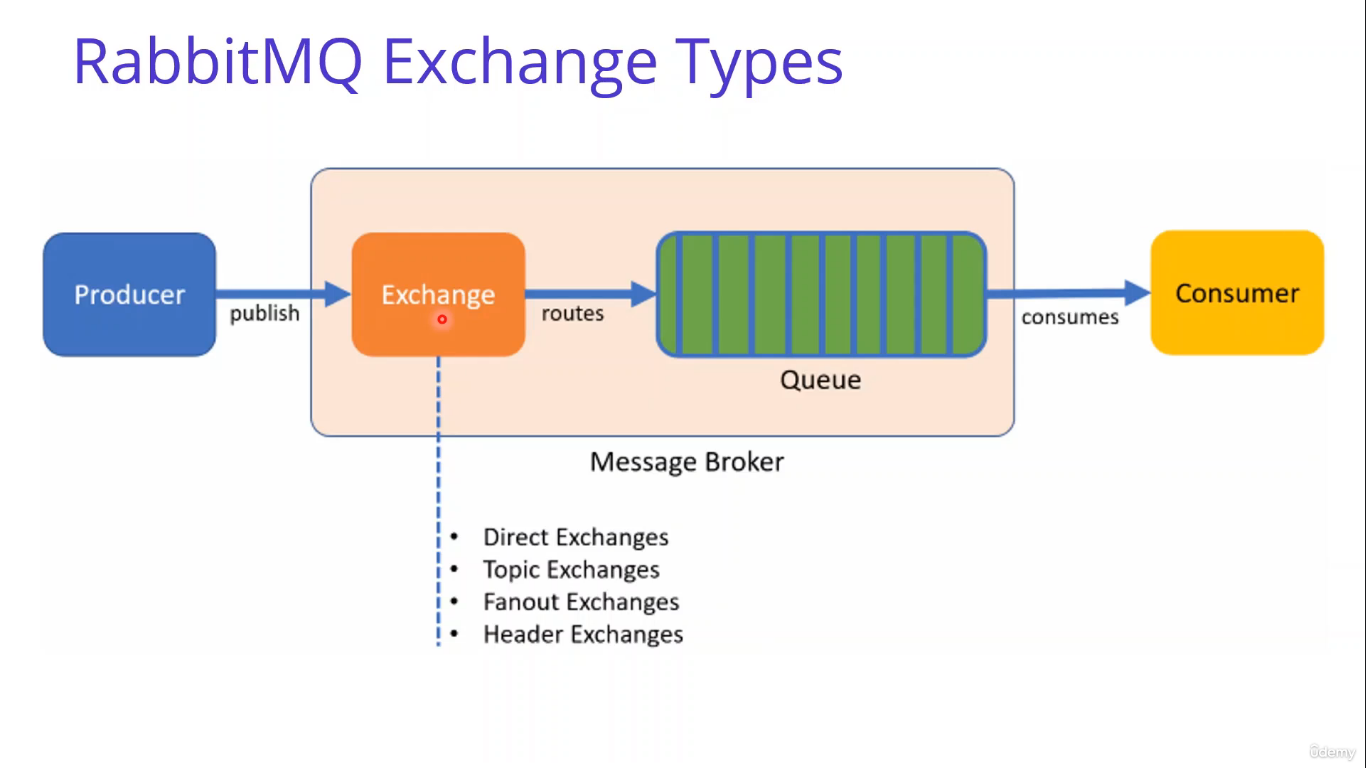 RabbitMQ Exchange Types
Producer
publish
Exchange
routes
Queue
consumes
Consumer
Message Broker
• Direct Exchanges
• Topic Exchanges
• Fanout Exchanges
• Header Exchanges
ûdemy